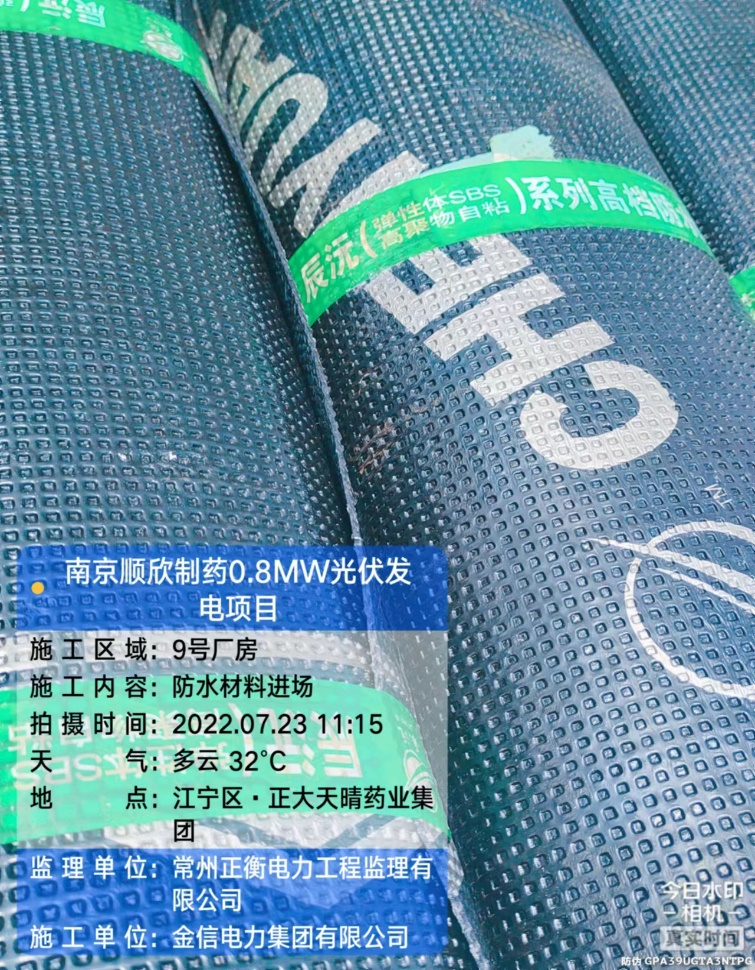 辰沅(弹性体SBS
高聚物自粘)系列高档防水
CHENYUAN
TM
南京顺欣制药0.8MW光伏发
电项目
施工区域：9号厂房
施工内容：防水材料进场
拍摄时间：2022.07.23 11:15
天气：多云 32℃
地点：江宁区·正大天晴药业集
团
监理单位：常州正衡电力工程监理有
限公司
施工单位：金信电力集团有限公司
今日水印
相机
真实时间
防伪 GPA39UGTA3NTPG